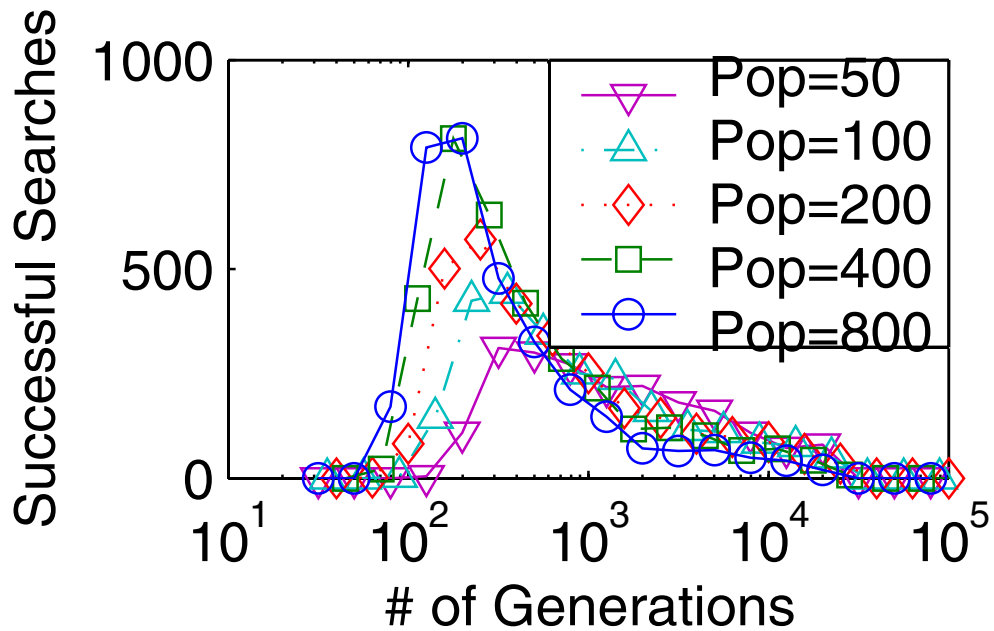 Successful Searches
1000
500
0
Pop=50
Pop=100
Pop=200
Pop=400
Pop=800
10^1 10^2 10^3 10^4 10^5
# of Generations